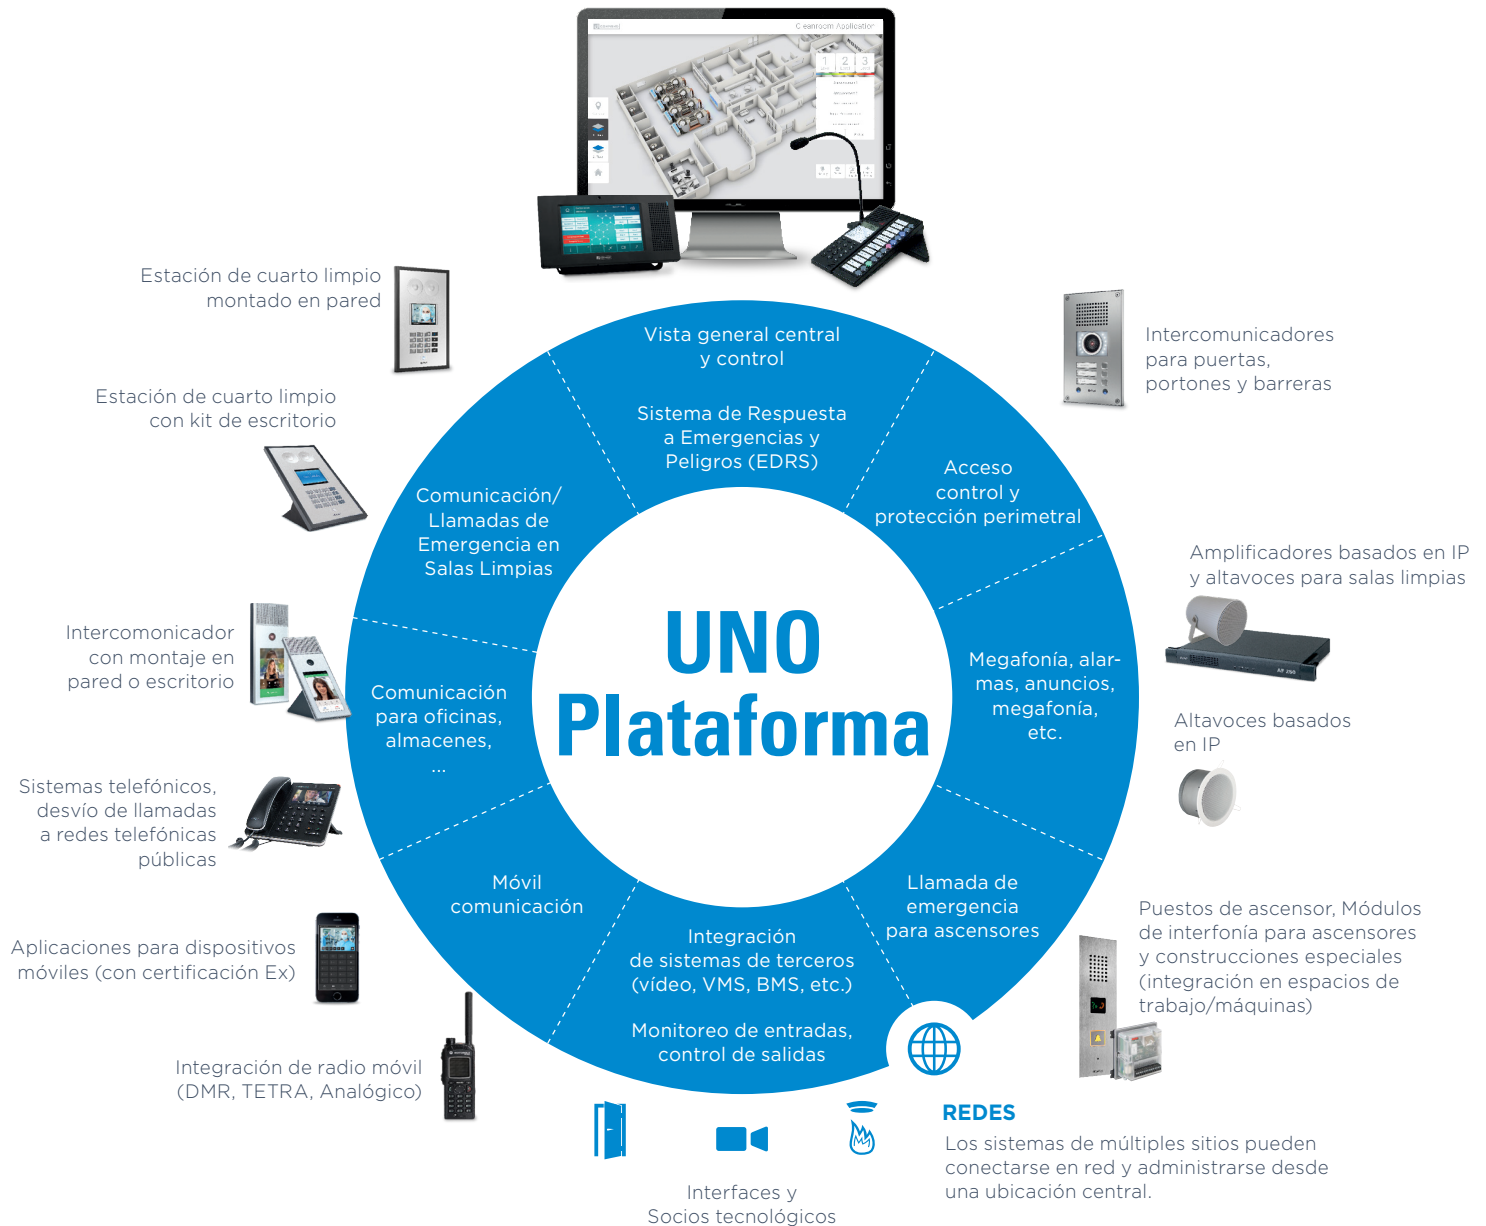 Cleanroom Application
1 2 3
Estación de cuarto limpio
montado en pared
Estación de cuarto limpio
con kit de escritorio
Intercomonicador
con montaje en
pared o escritorio
Sistemas telefónicos,
desvío de llamadas
a redes telefónicas
públicas
Aplicaciones para dispositivos
móviles (con certificación Ex)
Integración de radio móvil
(DMR, TETRA, Analógico)
Vista general central
y control
Sistema de Respuesta
a Emergencias y
Peligros (EDRS)
Acceso
control y
protección perimetral
Comunicación/
Llamadas de
Emergencia en
Salas Limpias
Megafonía, alar-
mas, anuncios,
megafonía,
etc.
Comunicación
para oficinas,
almacenes,
...
Móvil
comunicación
Llamada de
emergencia
para ascensores
Integración
de sistemas de terceros
(vídeo, VMS, BMS, etc.)
Monitoreo de entradas,
control de salidas
UNO
Plataforma
Intercomunicadores
para puertas,
portones y barreras
Amplificadores basados en IP
y altavoces para salas limpias
AF 250
Altavoces basados
en IP
Puestos de ascensor, Módulos
de interfonía para ascensores
y construcciones especiales
(integración en espacios de
trabajo/máquinas)
REDES
Los sistemas de múltiples sitios pueden
conectarse en red y administrarse desde
una ubicación central.
Interfaces y
Socios tecnológicos